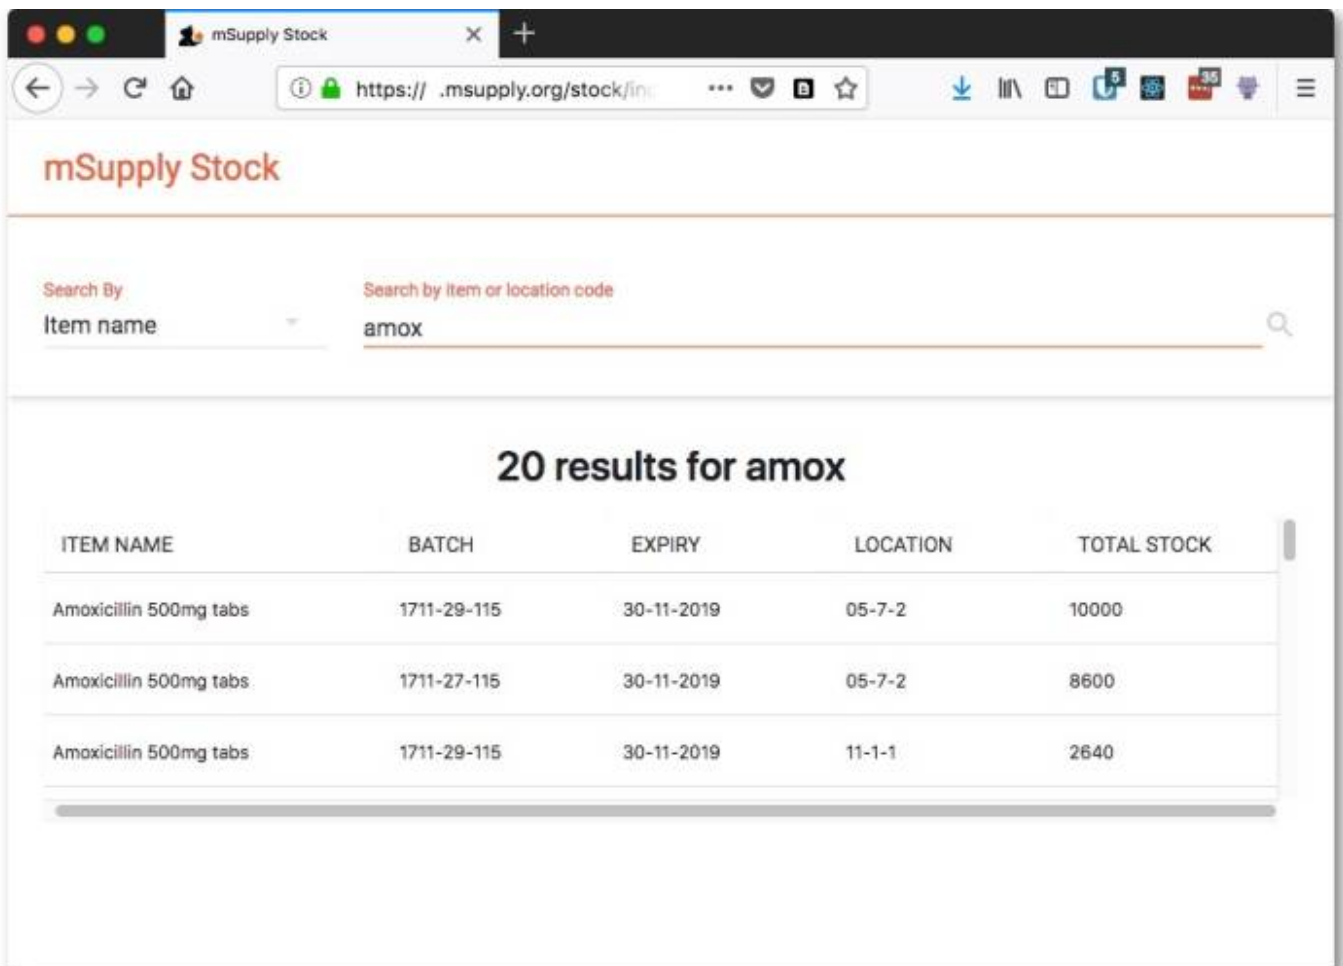 mSupply Stock
https:// .msupply.org/stock/in
5
35
mSupply Stock
Search By
Search by item or location code
Item name
amox
20 results for amox
ITEM NAME BATCH EXPIRY LOCATION TOTAL STOCK
Amoxicillin 500mg tabs 1711-29-115 30-11-2019 05-7-2 10000
Amoxicillin 500mg tabs 1711-27-115 30-11-2019 05-7-2 8600
Amoxicillin 500mg tabs 1711-29-115 30-11-2019 11-1-1 2640